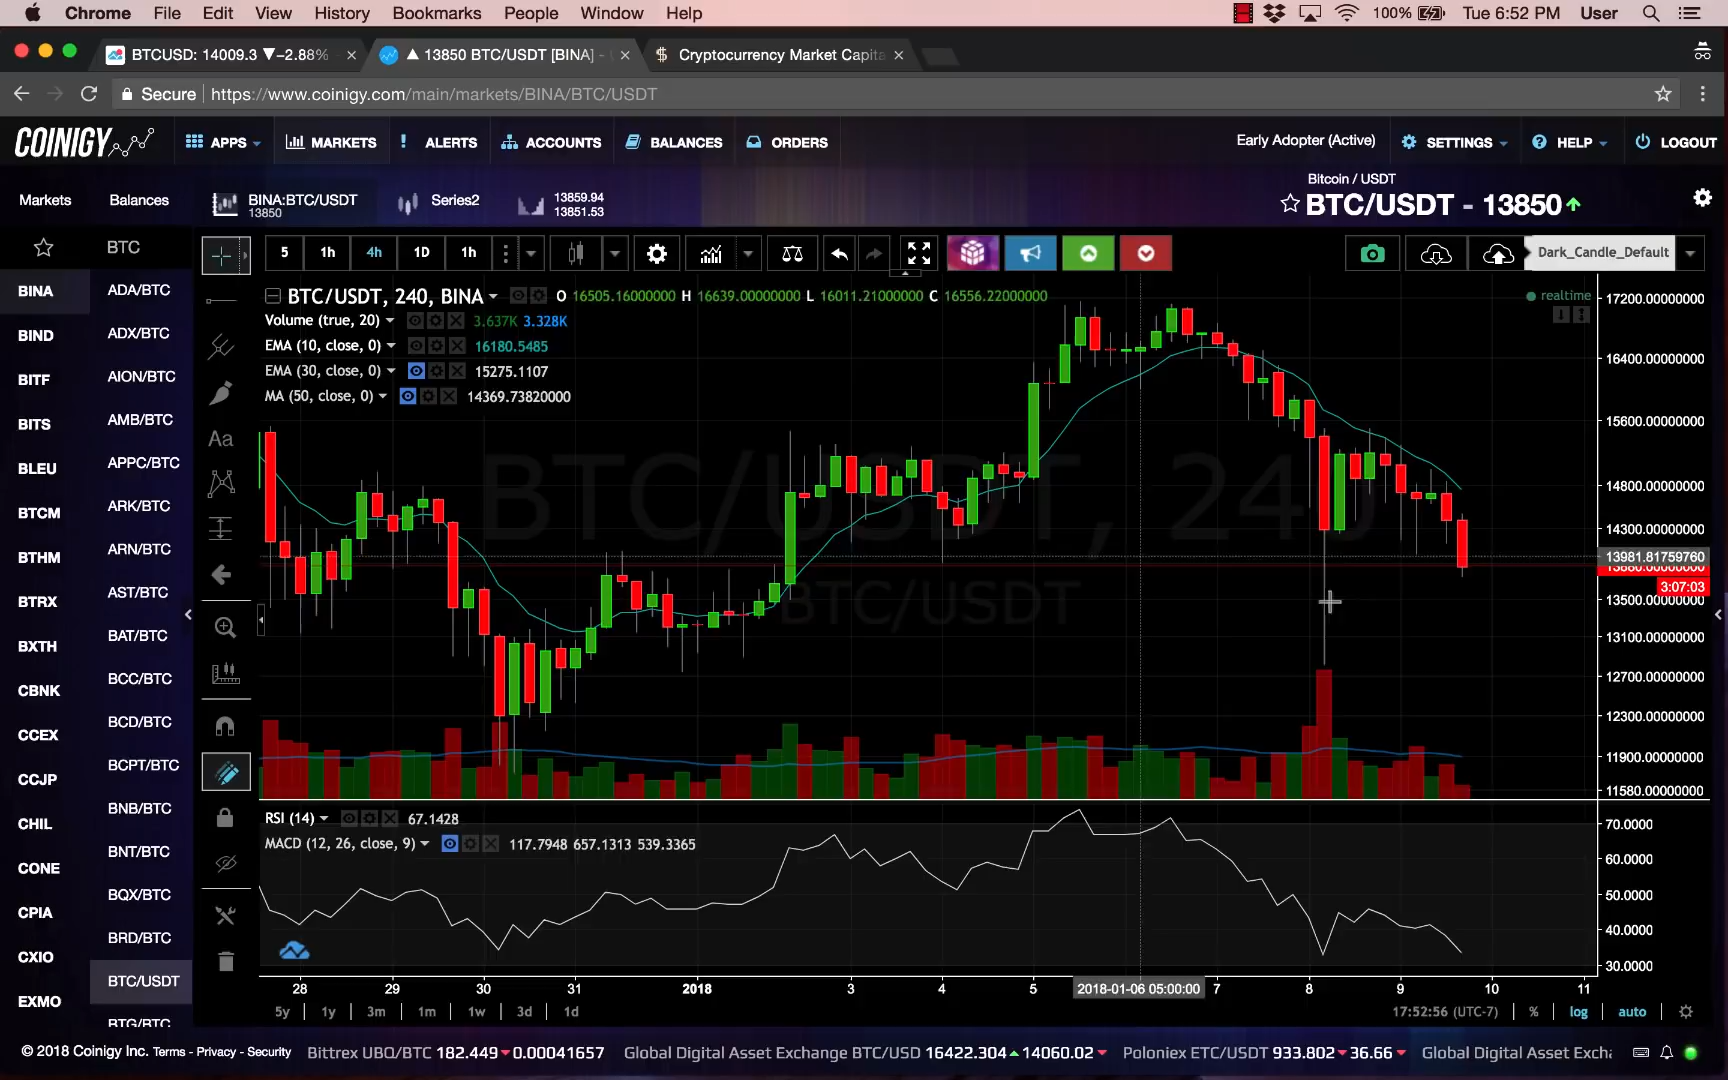 Chrome File Edit View History Bookmarks People Window Help 100% Tue 6:52 PM User
BTCUSD: 14009.3 ▼−2.88% × ▲ 13850 BTC/USDT [BINA] - × $ Cryptocurrency Market Capita ×
Secure https://www.coinigy.com/main/markets/BINA/BTC/USDT
COINIGY APPS MARKETS ! ALERTS ACCOUNTS BALANCES ORDERS Early Adopter (Active) SETTINGS ? HELP LOGOUT
Bitcoin / USDT
Markets Balances BINA:BTC/USDT Series2 13859.94 BTC/USDT - 13850
13850 13851.53
BTC 5 1h 4h 1D 1h Dark_Candle_Default
BINA ADA/BTC BTC/USDT, 240, BINA O 16505.16000000 H 16639.00000000 L 16011.21000000 C 16556.22000000 realtime 17200.00000000
Volume (true, 20) 3.637K 3.328K
BIND ADX/BTC EMA (10, close, 0) 16180.5485 16400.00000000
BITF AION/BTC EMA (30, close, 0) 15275.1107
MA (50, close, 0) 14369.73820000
BITS AMB/BTC Aa 15600.00000000
BLEU APPC/BTC
BTC/USDT, 240 14800.00000000
BTCM ARK/BTC 14300.00000000
BTHM ARN/BTC 13981.81759760
13880.00000000
AST/BTC 3:07:03
BTRX BTC/USDT 13500.00000000
BXTH BAT/BTC 13100.00000000
CBNK BCC/BTC 12700.00000000
CCEX BCD/BTC 12300.00000000
CCJP BCPT/BTC 11900.00000000
11580.00000000
CHIL BNB/BTC RSI (14) 67.1428 70.0000
CONE BNT/BTC MACD (12, 26, close, 9) 117.7948 657.1313 539.3365 60.0000
CPIA BQX/BTC 50.0000
CXIO BRD/BTC 40.0000
30.0000
EXMO BTC/USDT 28 29 30 31 2018 3 4 5 2018-01-06 05:00:00 7 8 9 10 11
BTG/BTC 5y 1y 3m 1m 1w 3d 1d 17:52:56 (UTC-7) % log auto
© 2018 Coinigy Inc. Terms - Privacy - Security Bittrex UBQ/BTC 182.449 0.00041657 Global Digital Asset Exchange BTC/USD 16422.304 14060.02 Poloniex ETC/USDT 933.802 36.66 Global Digital Asset Excha